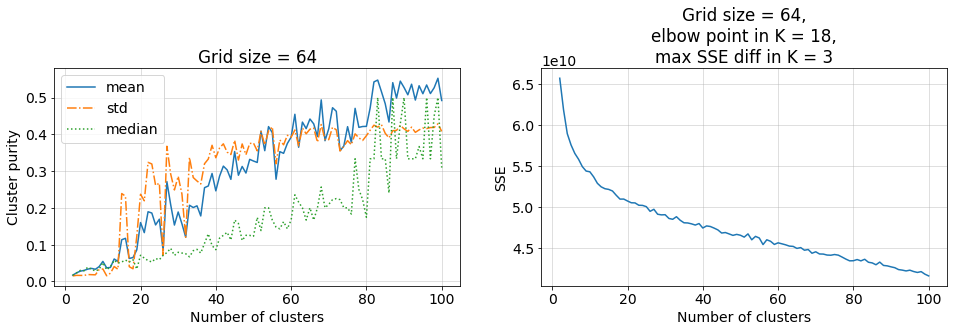 Grid size = 64
mean
std
median
Cluster purity
0.5
0.4
0.3
0.2
0.1
0.0
0 20 40 60 80 100
Number of clusters
Grid size = 64,
elbow point in K = 18,
max SSE diff in K = 3
1e10
SSE
6.5
6.0
5.5
5.0
4.5
0 20 40 60 80 100
Number of clusters